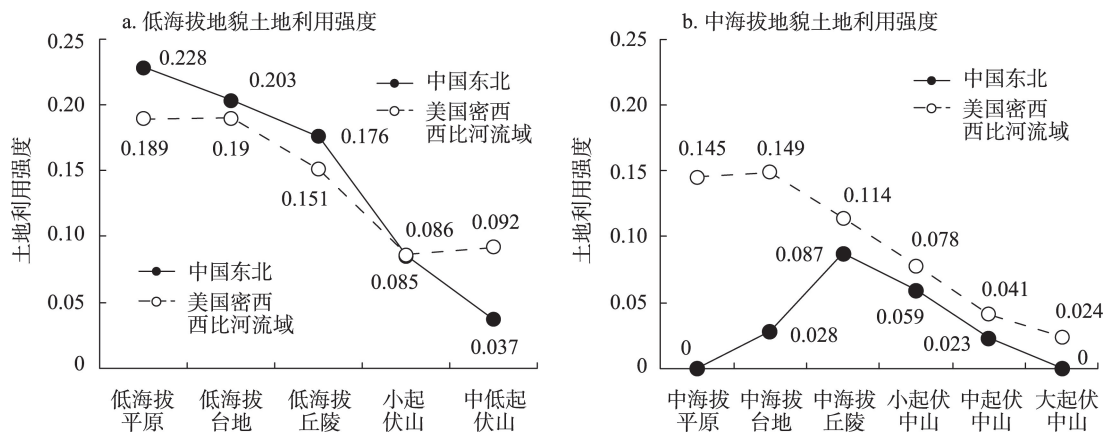 a. 低海拔地貌土地利用强度
土地利用强度
0.25
0.20
0.15
0.10
0.05
0
0.228
0.203
0.176
0.189
0.19
0.151
0.086
0.092
0.085
0.037
中国东北
美国密西
西比河流域
中国东北
美国密西
西比河流域
低海拔
平原
低海拔
台地
低海拔
丘陵
小起
伏山
中低起
伏山
b. 中海拔地貌土地利用强度
土地利用强度
0.25
0.20
0.15
0.10
0.05
0
中国东北
美国密西
西比河流域
0.145
0.149
0.114
0.087
0.078
0.059
0.041
0.028
0.023
0.024
0
0
中海拔
平原
中海拔
台地
中海拔
丘陵
小起伏
中山
中起伏
中山
大起伏
中山